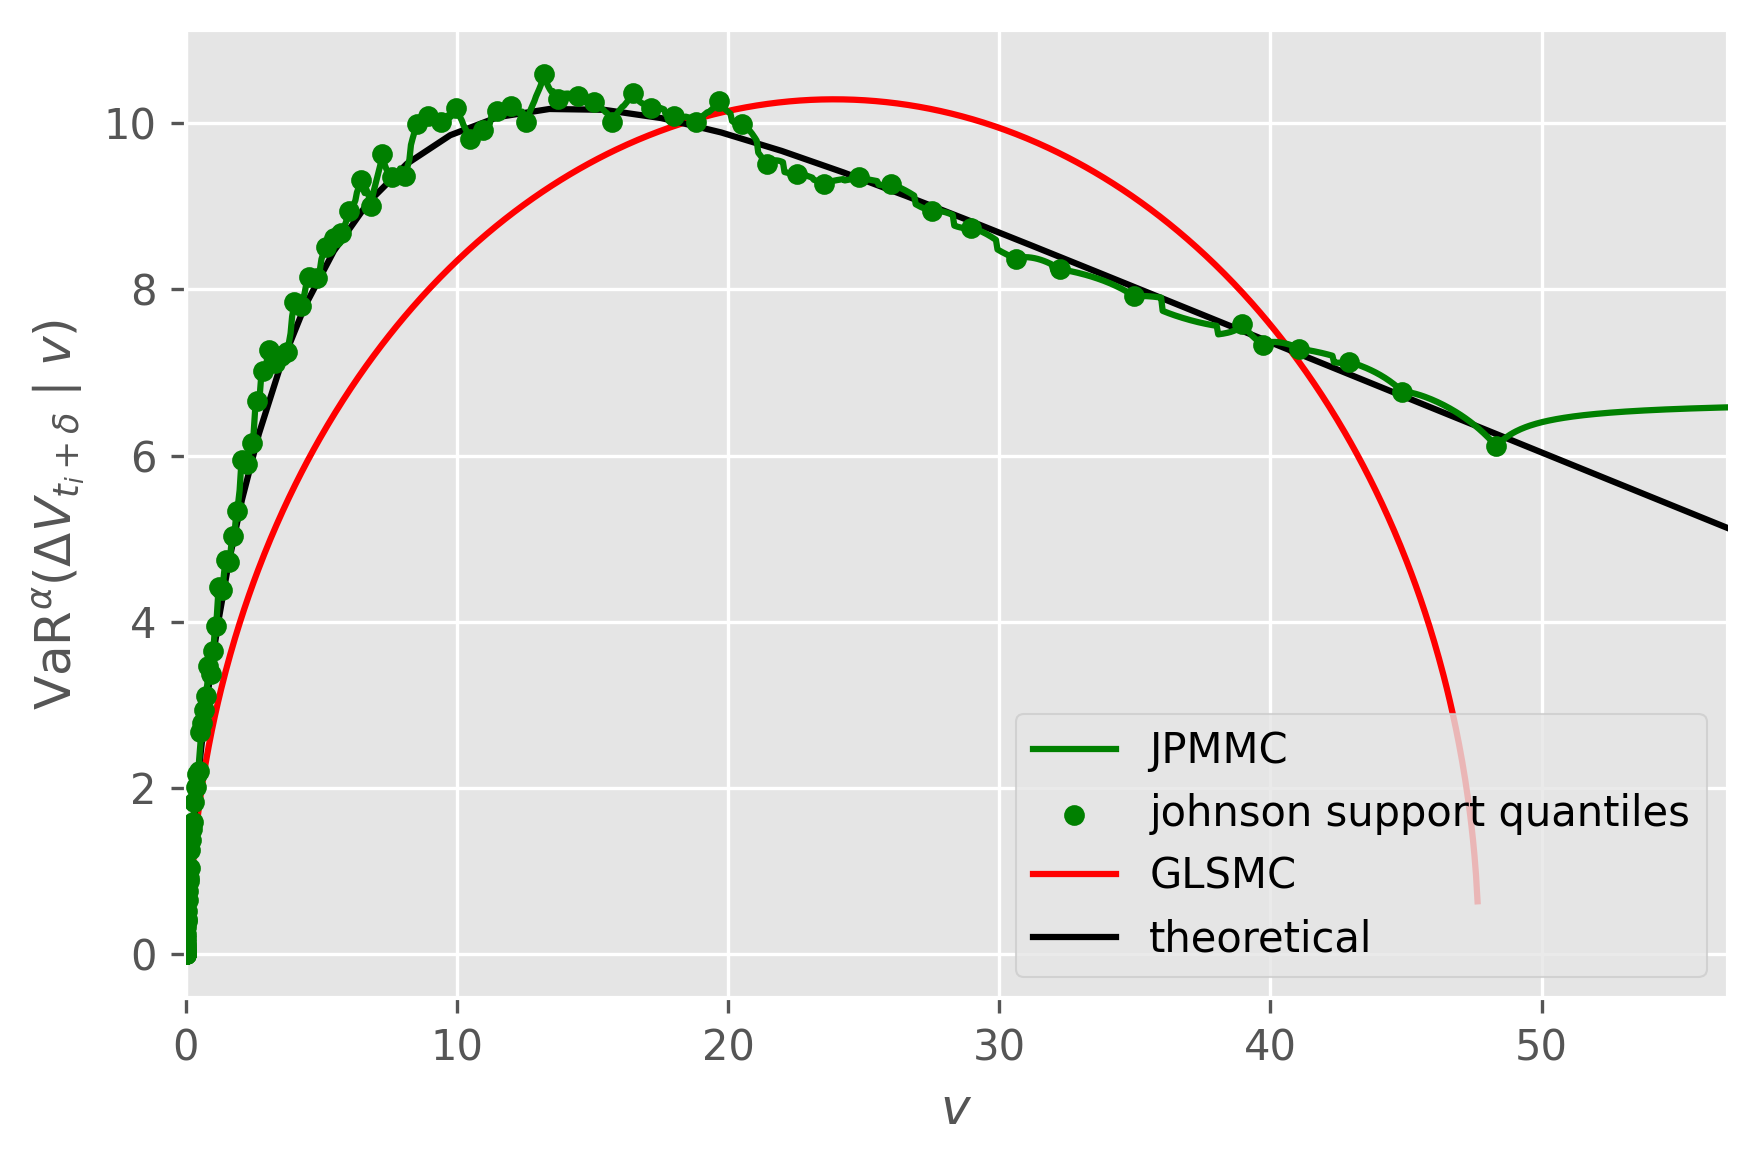 10
8
6
4
2
0
VaR^α(ΔV_{t_i+δ} | v)
JPMMC
johnson support quantiles
GLSMC
theoretical
0 10 20 30 40 50
v